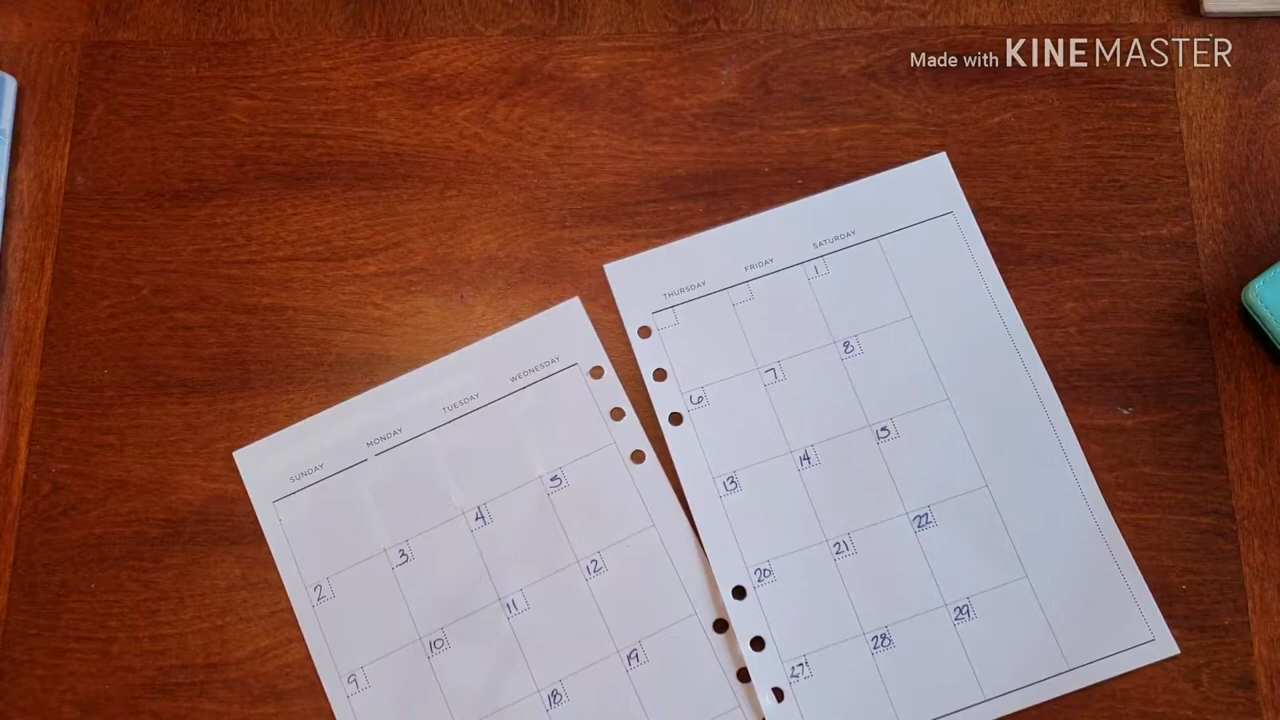 Made with KINEMASTER
SUNDAY MONDAY TUESDAY WEDNESDAY
2 3 4 5
9 10 11 12
18 19
THURSDAY FRIDAY SATURDAY
1
6 7 8
13 14 15
20 21 22
27 28 29